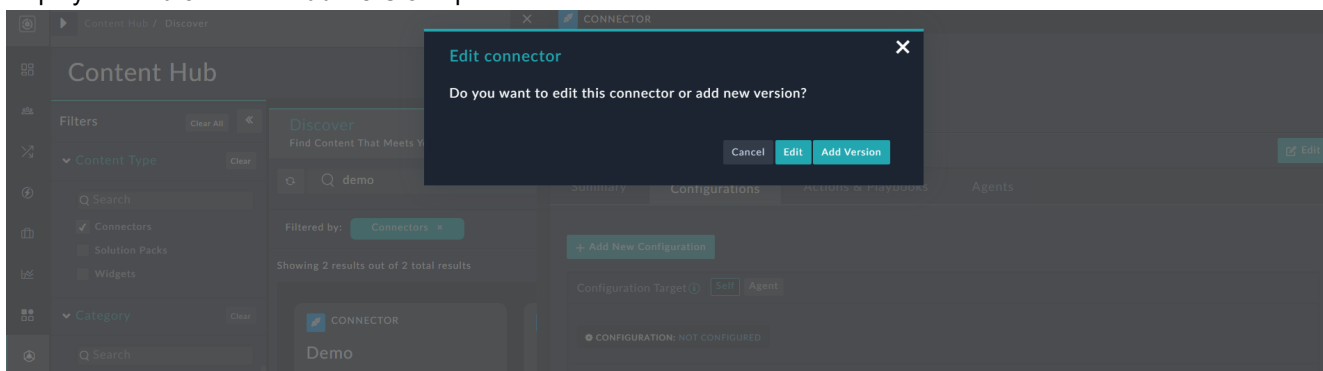 Content Hub / Discover
CONNECTOR
Edit connector
Do you want to edit this connector or add new version?
Cancel
Edit
Add Version
Content Hub
Filters
Clear All
Discover
Find Content That Meets Y
Content Type
Clear
demo
Edit
Summary
Configurations
Actions & Playbooks
Agents
Search
Connectors
Solution Packs
Widgets
Filtered by:
Connectors ×
+ Add New Configuration
Showing 2 results out of 2 total results
Configuration Target
Self
Agent
Category
Clear
CONNECTOR
Demo
CONFIGURATION: NOT CONFIGURED
Search